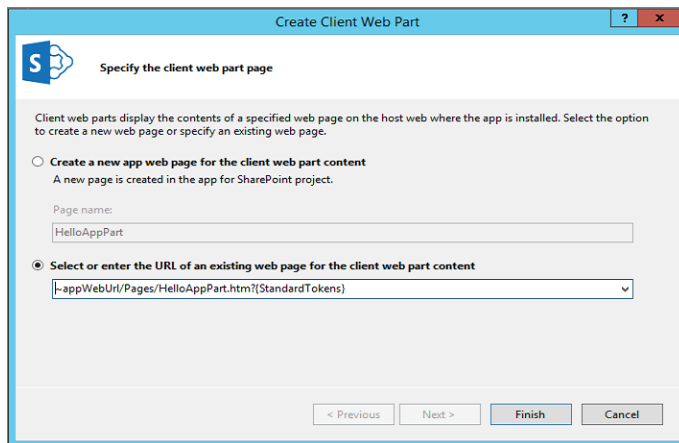 Create Client Web Part
? x
S
Specify the client web part page
Client web parts display the contents of a specified web page on the host web where the app is installed. Select the option
to create a new web page or specify an existing web page.
Create a new app web page for the client web part content
A new page is created in the app for SharePoint project.
Page name:
HelloAppPart
Select or enter the URL of an existing web page for the client web part content
~appWebUrl/Pages/HelloAppPart.htm?{StandardTokens}
< Previous Next > Finish Cancel